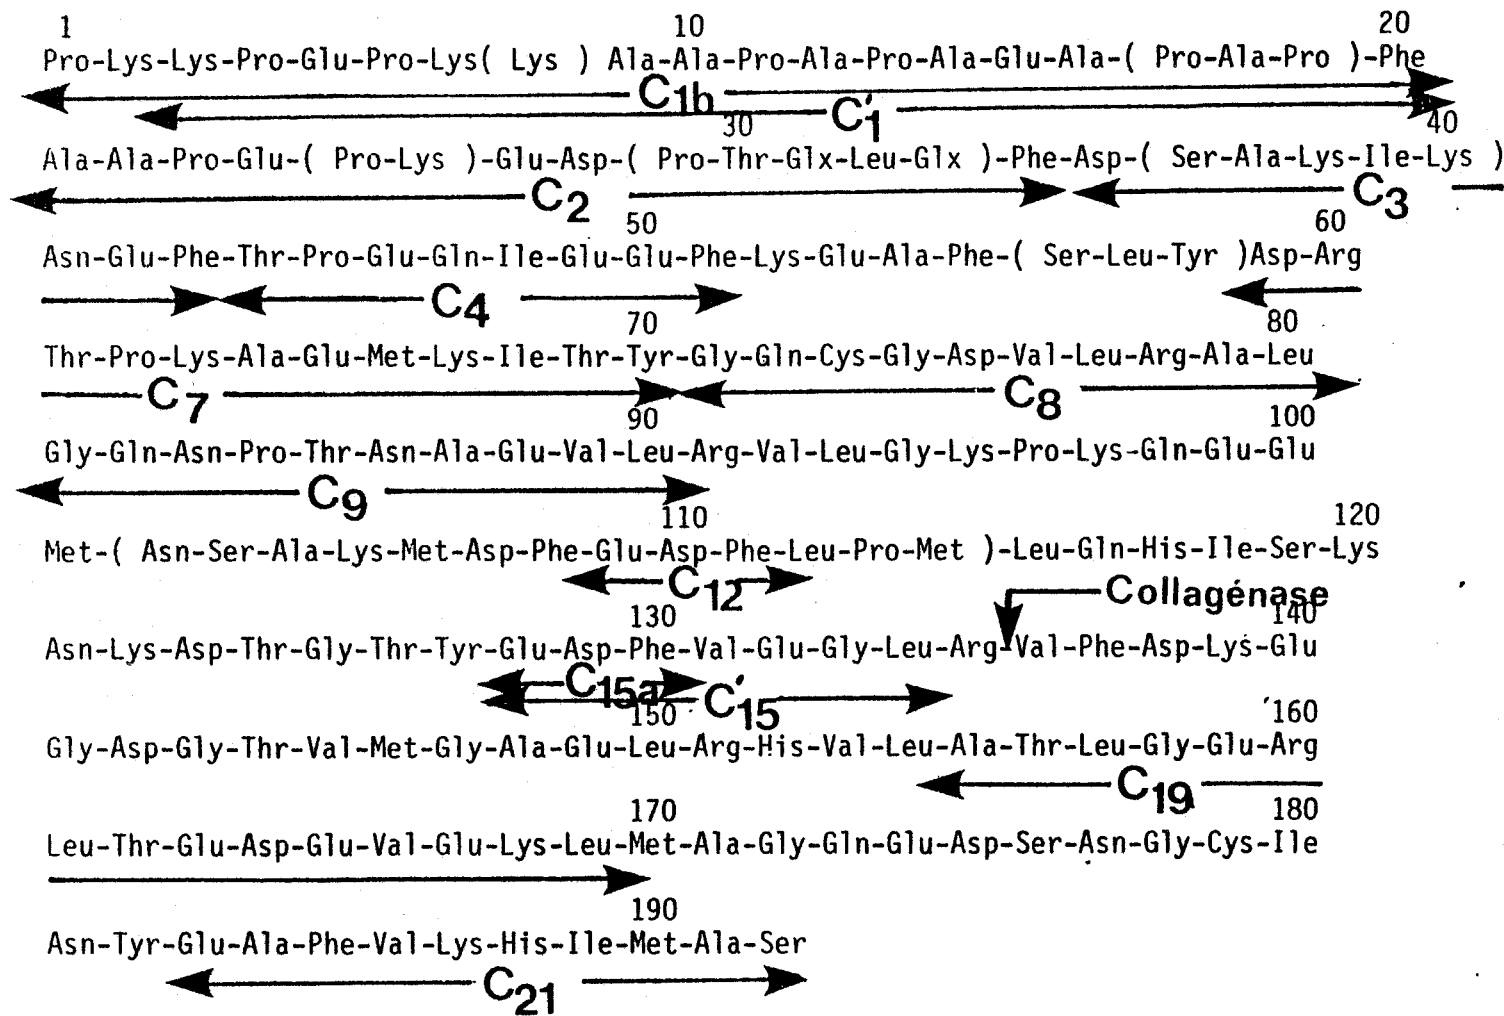 1 10 20
Pro-Lys-Lys-Pro-Glu-Pro-Lys( Lys ) Ala-Ala-Pro-Ala-Pro-Ala-Glu-Ala-( Pro-Ala-Pro )-Phe
C1b
C'1
30 40
Ala-Ala-Pro-Glu-( Pro-Lys )-Glu-Asp-( Pro-Thr-Glx-Leu-Glx )-Phe-Asp-( Ser-Ala-Lys-Ile-Lys )
C2 C3
50 60
Asn-Glu-Phe-Thr-Pro-Glu-Gln-Ile-Glu-Glu-Phe-Lys-Glu-Ala-Phe-( Ser-Leu-Tyr )Asp-Arg
C4
70 80
Thr-Pro-Lys-Ala-Glu-Met-Lys-Ile-Thr-Tyr-Gly-Gln-Cys-Gly-Asp-Val-Leu-Arg-Ala-Leu
C7 C8
90 100
Gly-Gln-Asn-Pro-Thr-Asn-Ala-Glu-Val-Leu-Arg-Val-Leu-Gly-Lys-Pro-Lys-Gln-Glu-Glu
C9
110 120
Met-( Asn-Ser-Ala-Lys-Met-Asp-Phe-Glu-Asp-Phe-Leu-Pro-Met )-Leu-Gln-His-Ile-Ser-Lys
C12 Collagénase
130 140
Asn-Lys-Asp-Thr-Gly-Thr-Tyr-Glu-Asp-Phe-Val-Glu-Gly-Leu-Arg-Val-Phe-Asp-Lys-Glu
C15a C'15
150 160
Gly-Asp-Gly-Thr-Val-Met-Gly-Ala-Glu-Leu-Arg-His-Val-Leu-Ala-Thr-Leu-Gly-Glu-Arg
C19
170 180
Leu-Thr-Glu-Asp-Glu-Val-Glu-Lys-Leu-Met-Ala-Gly-Gln-Glu-Asp-Ser-Asn-Gly-Cys-Ile
190
Asn-Tyr-Glu-Ala-Phe-Val-Lys-His-Ile-Met-Ala-Ser
C21